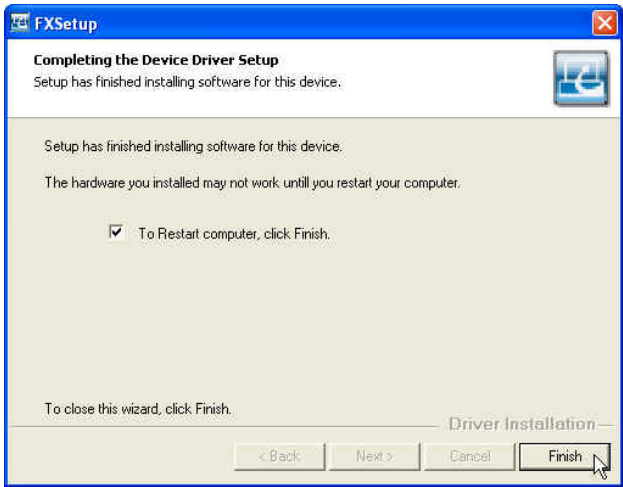 FXSetup
Completing the Device Driver Setup
Setup has finished installing software for this device.
Setup has finished installing software for this device.
The hardware you installed may not work untill you restart your computer.
To Restart computer, click Finish.
To close this wizard, click Finish.
Driver Installation
< Back Next > Cancel Finish